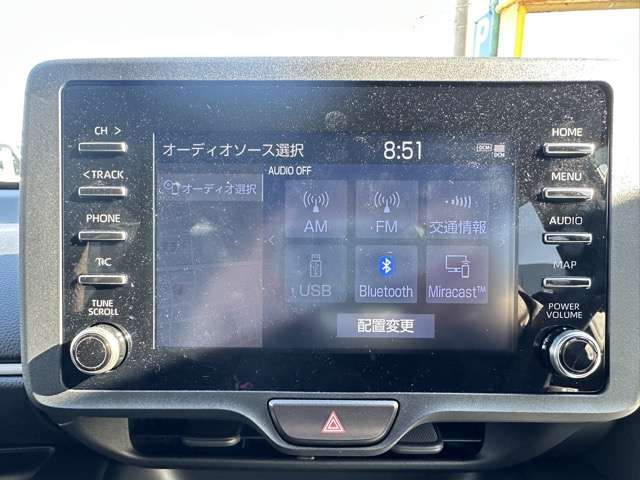 CH >
< TRACK
PHONE
T/C
TUNE
SCROLL
オーディオソース選択
8:51
DCM
DCM
AUDIO OFF
オーディオ選択
AM
FM
交通情報
USB
Bluetooth
Miracast™
配置変更
HOME
MENU
AUDIO
MAP
POWER
VOLUME